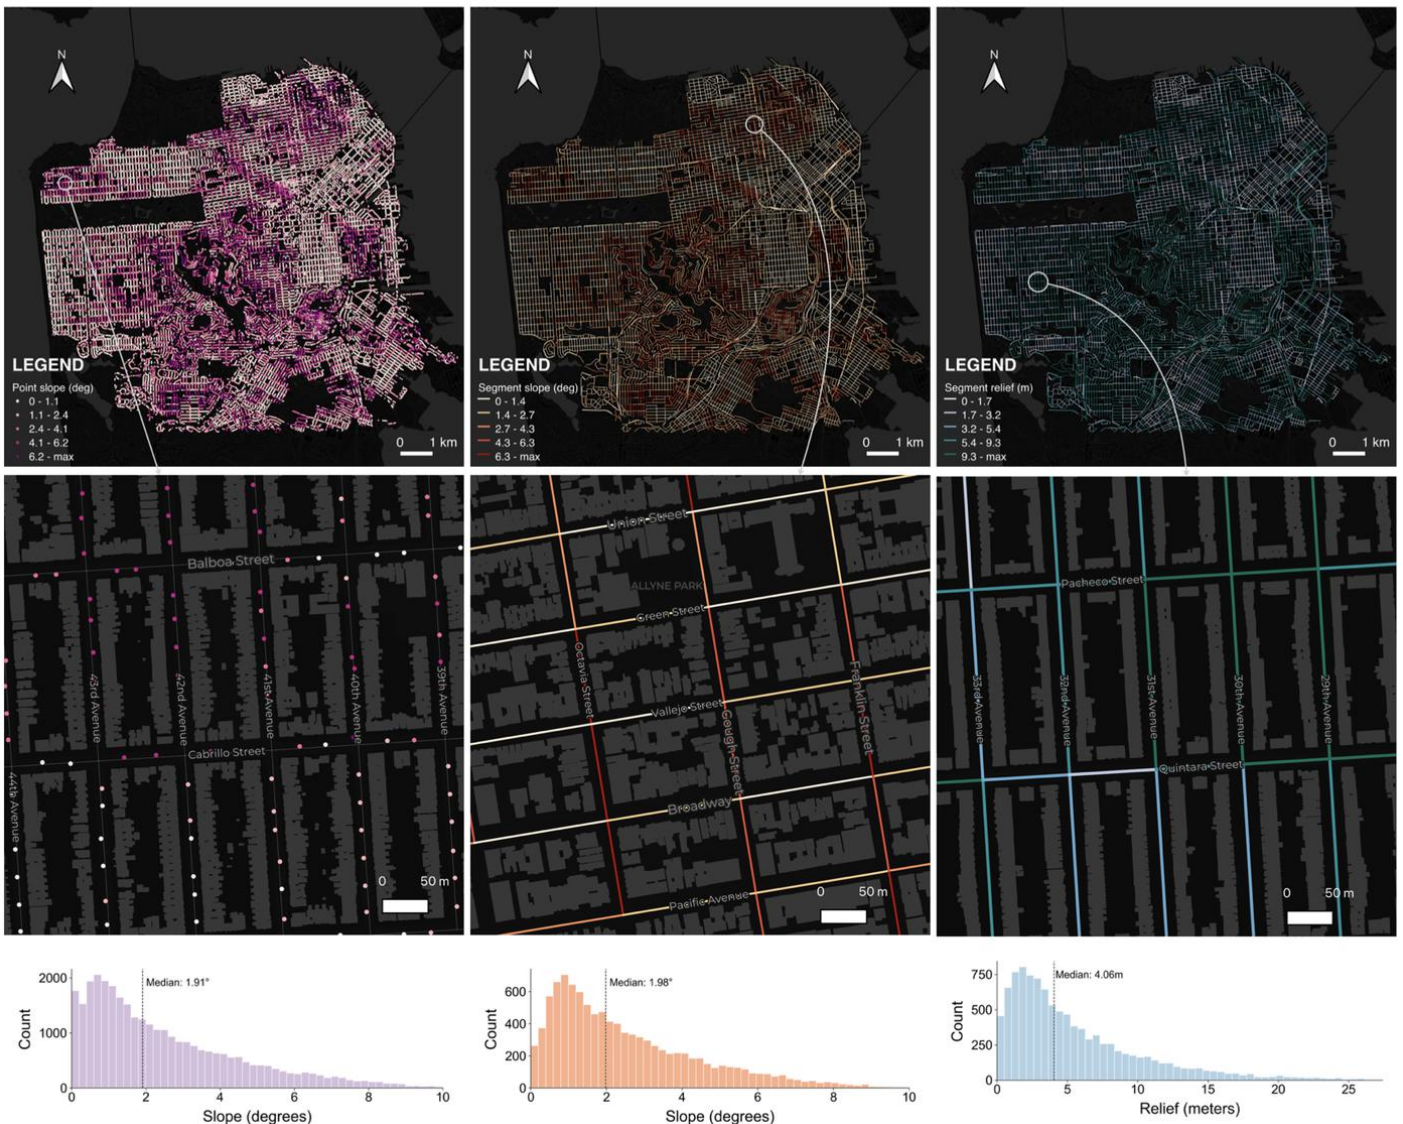 N
LEGEND
Point slope (deg)
0 - 1.1
1.1 - 2.4
2.4 - 4.1
4.1 - 6.2
6.2 - max
0 1 km
N
LEGEND
Segment slope (deg)
0 - 1.4
1.4 - 2.7
2.7 - 4.3
4.3 - 6.3
6.3 - max
0 1 km
N
LEGEND
Segment relief (m)
0 - 1.7
1.7 - 3.2
3.2 - 5.4
5.4 - 9.3
9.3 - max
0 1 km
Balboa Street
43rd Avenue
42nd Avenue
41st Avenue
40th Avenue
39th Avenue
Cabrillo Street
44th Avenue
0 50 m
Union Street
ALLYNE PARK
Green Street
Octavia Street
Vallejo Street
Gough Street
Franklin Street
Broadway
Pacific Avenue
0 50 m
Pacheco Street
33rd Avenue
32nd Avenue
31st Avenue
30th Avenue
29th Avenue
Quintara Street
0 50 m
Count
2000
1000
0
Median: 1.91°
0 2 4 6 8 10
Slope (degrees)
Count
600
400
200
0
Median: 1.98°
0 2 4 6 8 10
Slope (degrees)
Count
750
500
250
0
Median: 4.06m
0 5 10 15 20 25
Relief (meters)